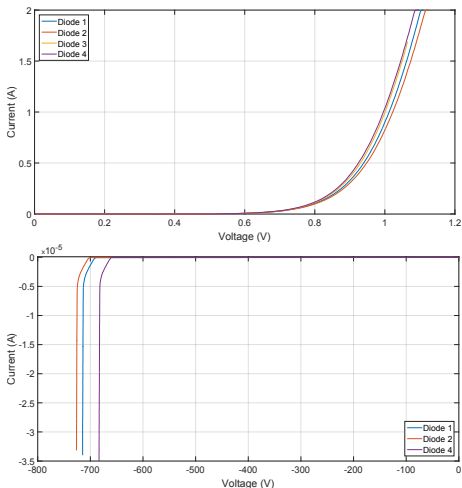 2
1.5
1
0.5
0
Current (A)
Diode 1
Diode 2
Diode 3
Diode 4
0 0.2 0.4 0.6 0.8 1 1.2
Voltage (V)
×10-5
0
-0.5
-1
-1.5
-2
-2.5
-3
-3.5
Current (A)
Diode 1
Diode 2
Diode 4
-800 -700 -600 -500 -400 -300 -200 -100 0
Voltage (V)